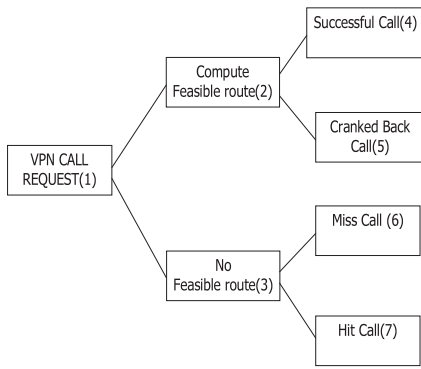 VPN CALL
REQUEST(1)
Compute
Feasible route(2)
No
Feasible route(3)
Successful Call(4)
Cranked Back
Call(5)
Miss Call (6)
Hit Call(7)